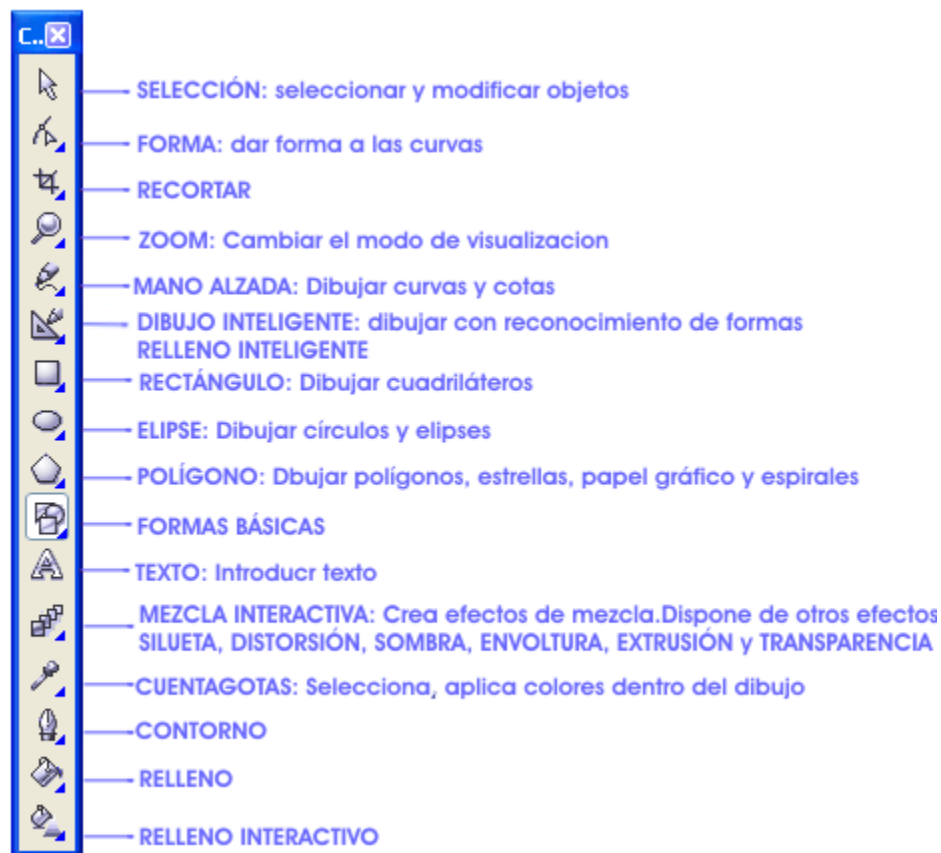 C..
SELECCIÓN: seleccionar y modificar objetos
FORMA: dar forma a las curvas
RECORTAR
ZOOM: Cambiar el modo de visualizacion
MANO ALZADA: Dibujar curvas y cotas
DIBUJO INTELIGENTE: dibujar con reconocimiento de formas
RELLENO INTELIGENTE
RECTÁNGULO: Dibujar cuadriláteros
ELIPSE: Dibujar círculos y elipses
POLÍGONO: Dbujar polígonos, estrellas, papel gráfico y espirales
FORMAS BÁSICAS
TEXTO: Introducr texto
MEZCLA INTERACTIVA: Crea efectos de mezcla.Dispone de otros efectos
SILUETA, DISTORSIÓN, SOMBRA, ENVOLTURA, EXTRUSIÓN y TRANSPARENCIA
CUENTAGOTAS: Selecciona, aplica colores dentro del dibujo
CONTORNO
RELLENO
RELLENO INTERACTIVO